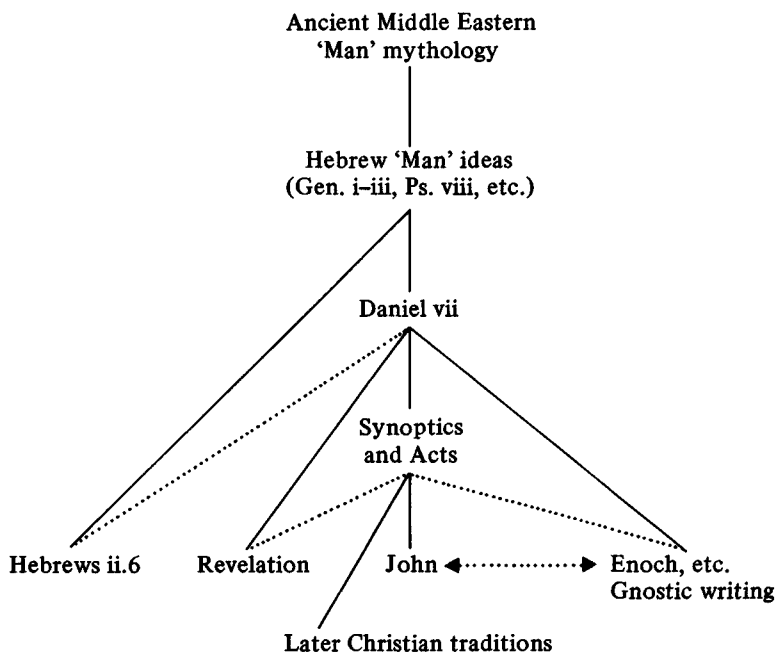 Ancient Middle Eastern
‘Man’ mythology
Hebrew ‘Man’ ideas
(Gen. i–iii, Ps. viii, etc.)
Daniel vii
Synoptics
and Acts
Hebrews ii.6
Revelation
John
Enoch, etc.
Gnostic writing
Later Christian traditions